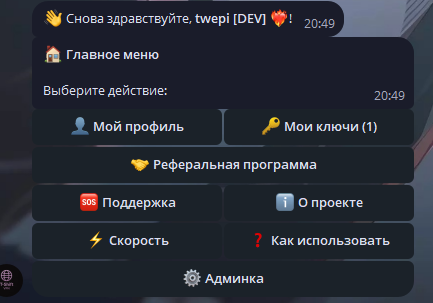 👋 Снова здравствуйте, twepi [DEV] ❤️‍🔥!
20:49
🏠 Главное меню
Выберите действие:
20:49
👤 Мой профиль
🔑 Мои ключи (1)
🤝 Реферальная программа
🆘 Поддержка
ℹ️ О проекте
⚡ Скорость
❓ Как использовать
⚙️ Админка